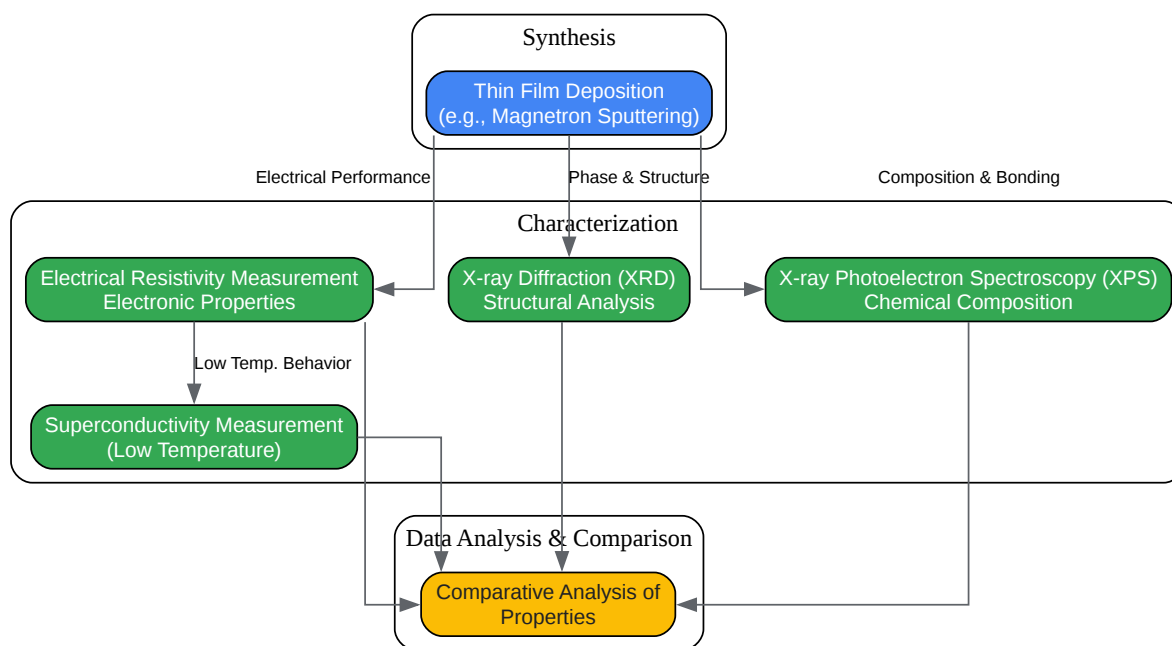 Synthesis
Thin Film Deposition
(e.g., Magnetron Sputtering)
Electrical Performance
Phase & Structure
Composition & Bonding
Characterization
Electrical Resistivity Measurement
Electronic Properties
X-ray Diffraction (XRD)
Structural Analysis
X-ray Photoelectron Spectroscopy (XPS)
Chemical Composition
Low Temp. Behavior
Superconductivity Measurement
(Low Temperature)
Data Analysis & Comparison
Comparative Analysis of
Properties